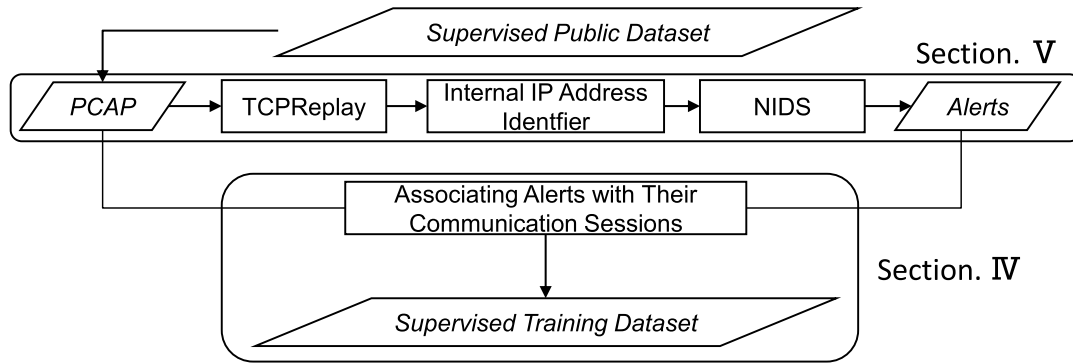 Supervised Public Dataset
Section. Ⅴ
PCAP
TCPReplay
Internal IP Address
Identfier
NIDS
Alerts
Associating Alerts with Their
Communication Sessions
Section. Ⅳ
Supervised Training Dataset